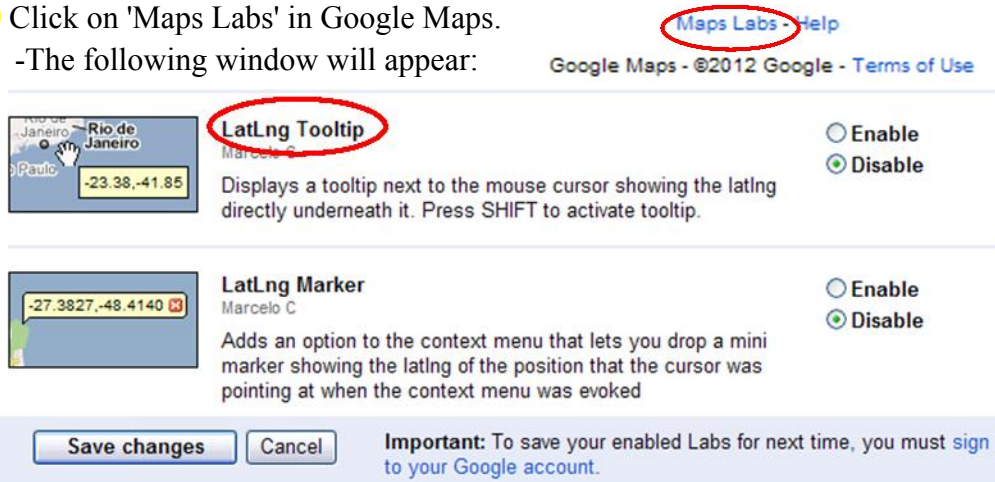 Click on 'Maps Labs' in Google Maps.
Maps Labs - Help
-The following window will appear:
Google Maps - ©2012 Google - Terms of Use
Janeiro
Rio de
Janeiro
Paulo
-23.38,-41.85
LatLng Tooltip
Marcelo C
Enable
Disable
Displays a tooltip next to the mouse cursor showing the latlng
directly underneath it. Press SHIFT to activate tooltip.
-27.3827,-48.4140
LatLng Marker
Marcelo C
Enable
Disable
Adds an option to the context menu that lets you drop a mini
marker showing the latlng of the position that the cursor was
pointing at when the context menu was evoked
Save changes
Cancel
Important: To save your enabled Labs for next time, you must sign
to your Google account.